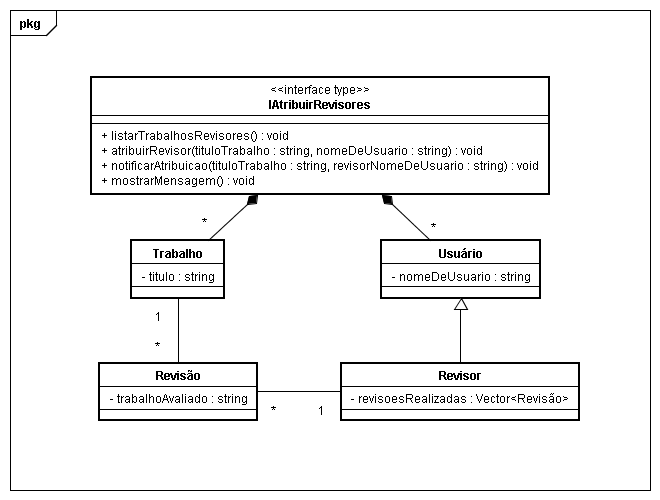 pkg
<<interface type>>
IAtribuirRevisores
+ listarTrabalhosRevisores() : void
+ atribuirRevisor(tituloTrabalho : string, nomeDeUsuario : string) : void
+ notificarAtribuicao(tituloTrabalho : string, revisorNomeDeUsuario : string) : void
+ mostrarMensagem() : void
*
*
Trabalho
- titulo : string
Usuário
- nomeDeUsuario : string
1
*
Revisão
- trabalhoAvaliado : string
Revisor
- revisoesRealizadas : Vector<Revisão>
*
1